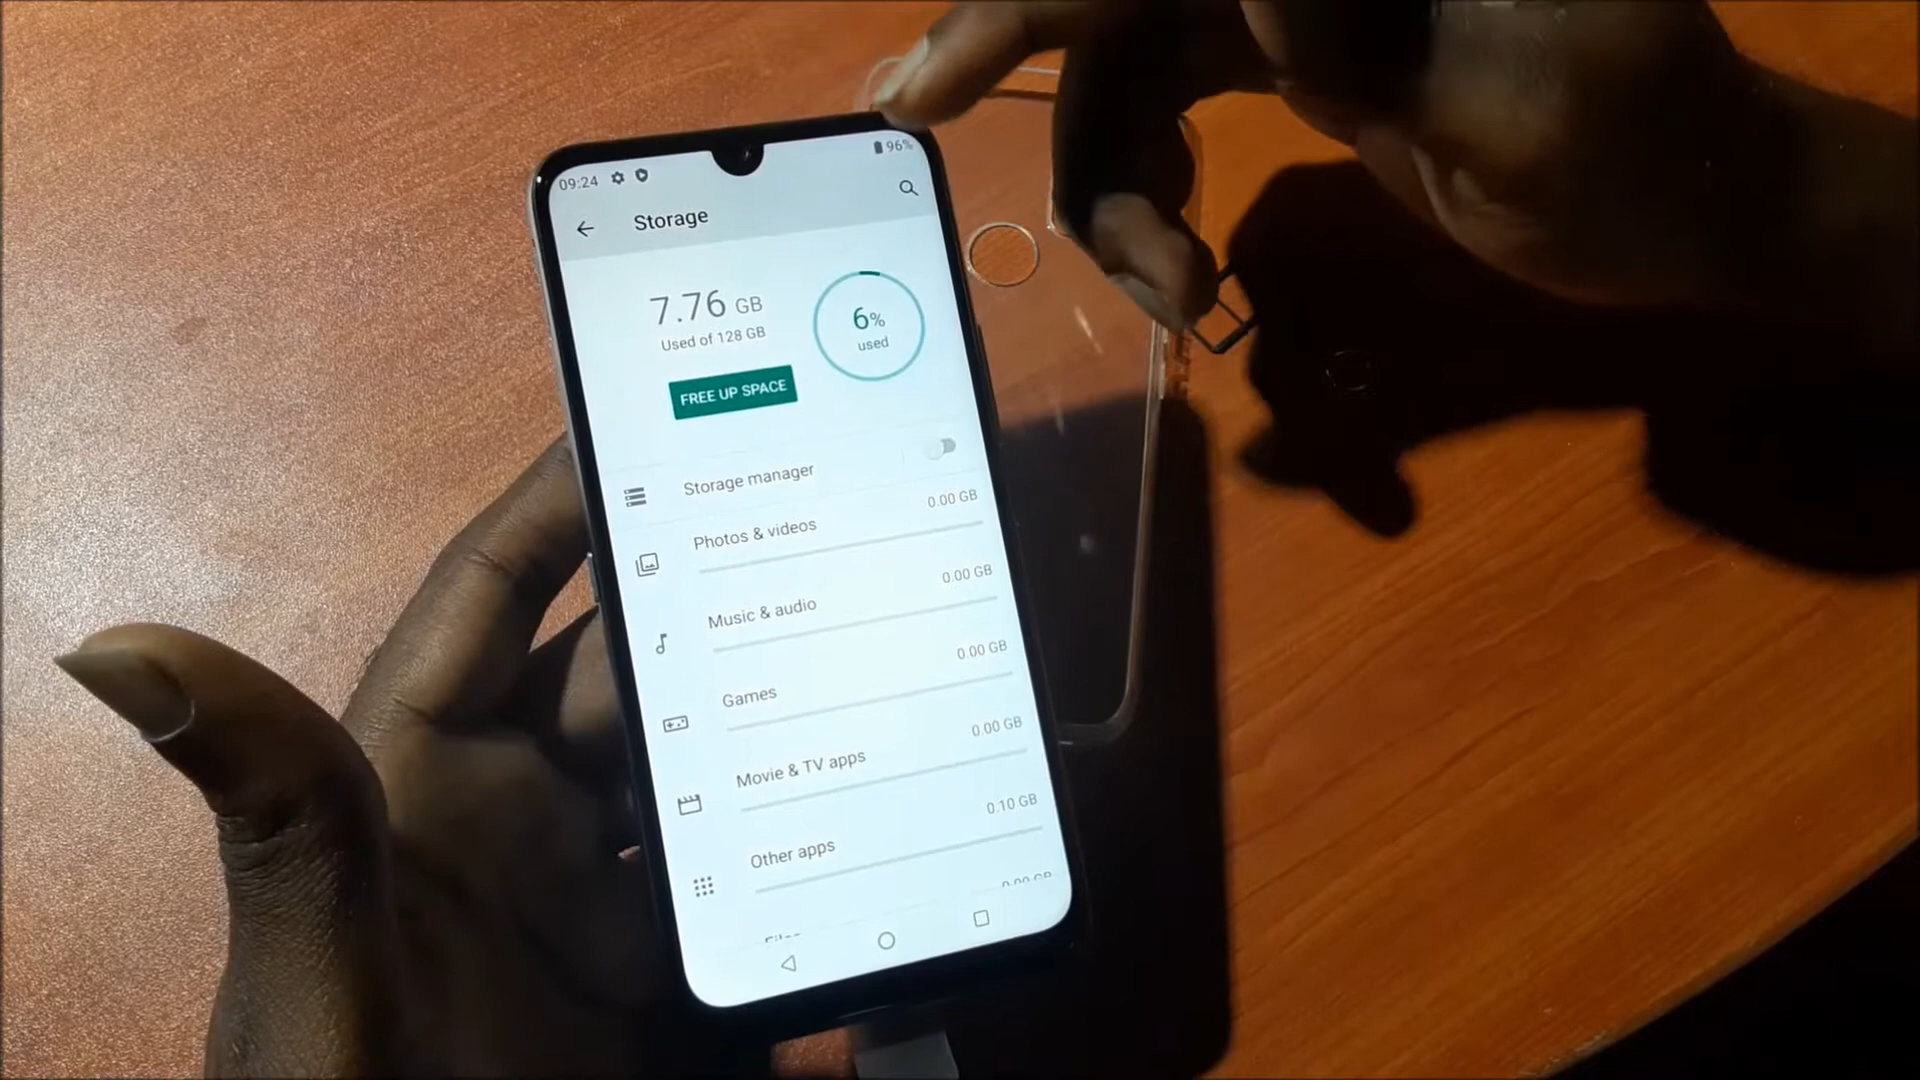 09:24
96%
Storage
7.76 GB
Used of 128 GB
6%
used
FREE UP SPACE
Storage manager
Photos & videos
0.00 GB
Music & audio
0.00 GB
Games
0.00 GB
Movie & TV apps
0.00 GB
Other apps
0.10 GB